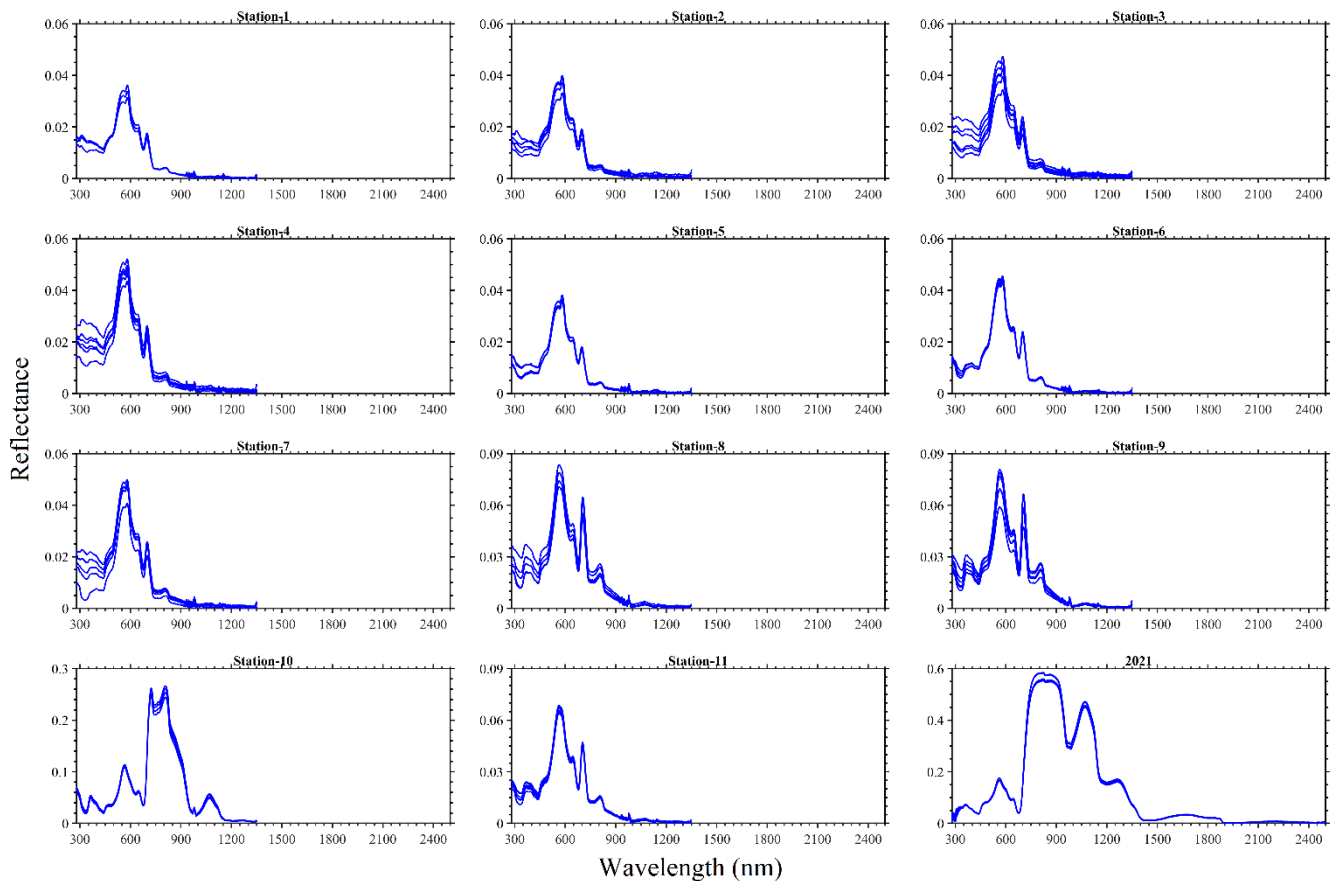 Station-1 Station-2 Station-3
0.06 0.06 0.06
0.04 0.04 0.04
0.02 0.02 0.02
0 0 0
300 600 900 1200 1500 1800 2100 2400 300 600 900 1200 1500 1800 2100 2400 300 600 900 1200 1500 1800 2100 2400
Station-4 Station-5 Station-6
0.06 0.06 0.06
0.04 0.04 0.04
0.02 0.02 0.02
0 0 0
300 600 900 1200 1500 1800 2100 2400 300 600 900 1200 1500 1800 2100 2400 300 600 900 1200 1500 1800 2100 2400
Reflectance
Station-7 Station-8 Station-9
0.06 0.09 0.09
0.04 0.06 0.06
0.02 0.03 0.03
0 0 0
300 600 900 1200 1500 1800 2100 2400 300 600 900 1200 1500 1800 2100 2400 300 600 900 1200 1500 1800 2100 2400
Station-10 Station-11 2021
0.3 0.09 0.6
0.2 0.06 0.4
0.1 0.03 0.2
0 0 0
300 600 900 1200 1500 1800 2100 2400 300 600 900 1200 1500 1800 2100 2400 300 600 900 1200 1500 1800 2100 2400
Wavelength (nm)